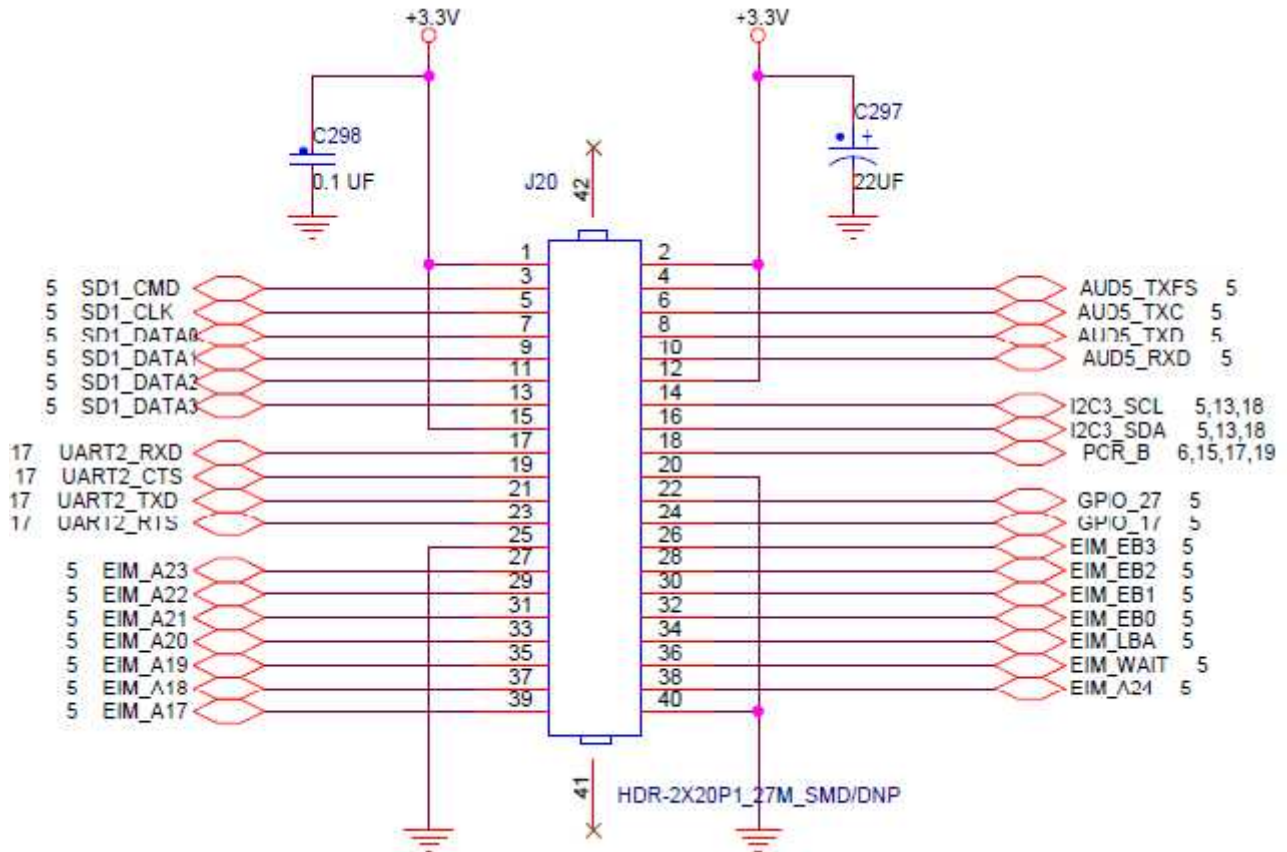 +3.3V +3.3V
C298 C297
0.1 UF 22UF
J20 42
1 2
5 SD1_CMD 3 4 AUD5_TXFS 5
5 SD1_CLK 5 6 AUD5_TXC 5
5 SD1_DATA0 7 8 AUD5_TXD 5
5 SD1_DATA1 9 10 AUD5_RXD 5
5 SD1_DATA2 11 12
5 SD1_DATA3 13 14 I2C3_SCL 5,13,18
15 16 I2C3_SDA 5,13,18
17 UART2_RXD 17 18 POR_B 6,15,17,19
17 UART2_CTS 19 20
17 UART2_TXD 21 22 GPIO_27 5
17 UART2_RTS 23 24 GPIO_17 5
25 26 EIM_EB3 5
5 EIM_A23 27 28 EIM_EB2 5
5 EIM_A22 29 30 EIM_EB1 5
5 EIM_A21 31 32 EIM_EB0 5
5 EIM_A20 33 34 EIM_LBA 5
5 EIM_A19 35 36 EIM_WAIT 5
5 EIM_A18 37 38 EIM_A24 5
5 EIM_A17 39 40
41 HDR-2X20P1_27M_SMD/DNP